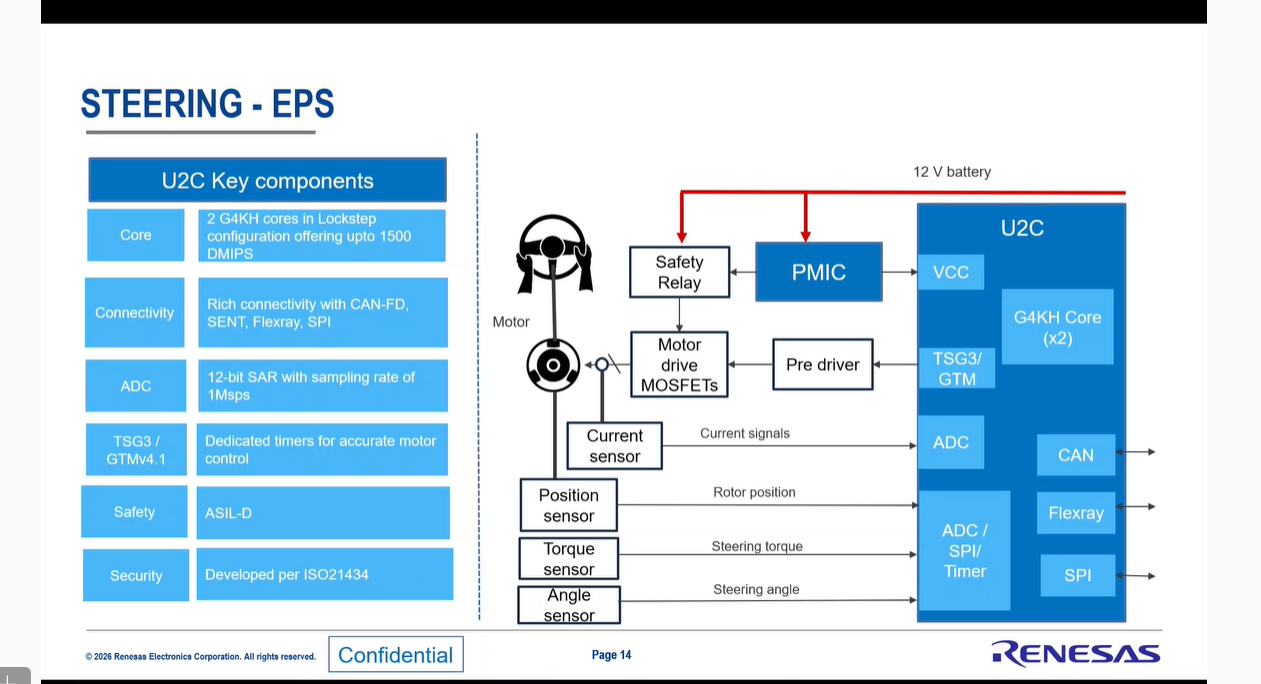 STEERING - EPS
U2C Key components
Core
2 G4KH cores in Lockstep
configuration offering upto 1500
DMIPS
Connectivity
Rich connectivity with CAN-FD,
SENT, Flexray, SPI
ADC
12-bit SAR with sampling rate of
1Msps
TSG3 /
GTMv4.1
Dedicated timers for accurate motor
control
Safety
ASIL-D
Security
Developed per ISO21434
12 V battery
U2C
Safety
Relay
PMIC
VCC
G4KH Core
(x2)
Motor
Motor
drive
MOSFETs
Pre driver
TSG3/
GTM
Current
sensor
Current signals
ADC
CAN
Position
sensor
Rotor position
Flexray
ADC /
SPI/
Timer
Torque
sensor
Steering torque
SPI
Angle
sensor
Steering angle
© 2026 Renesas Electronics Corporation. All rights reserved.
Confidential
Page 14
RENESAS